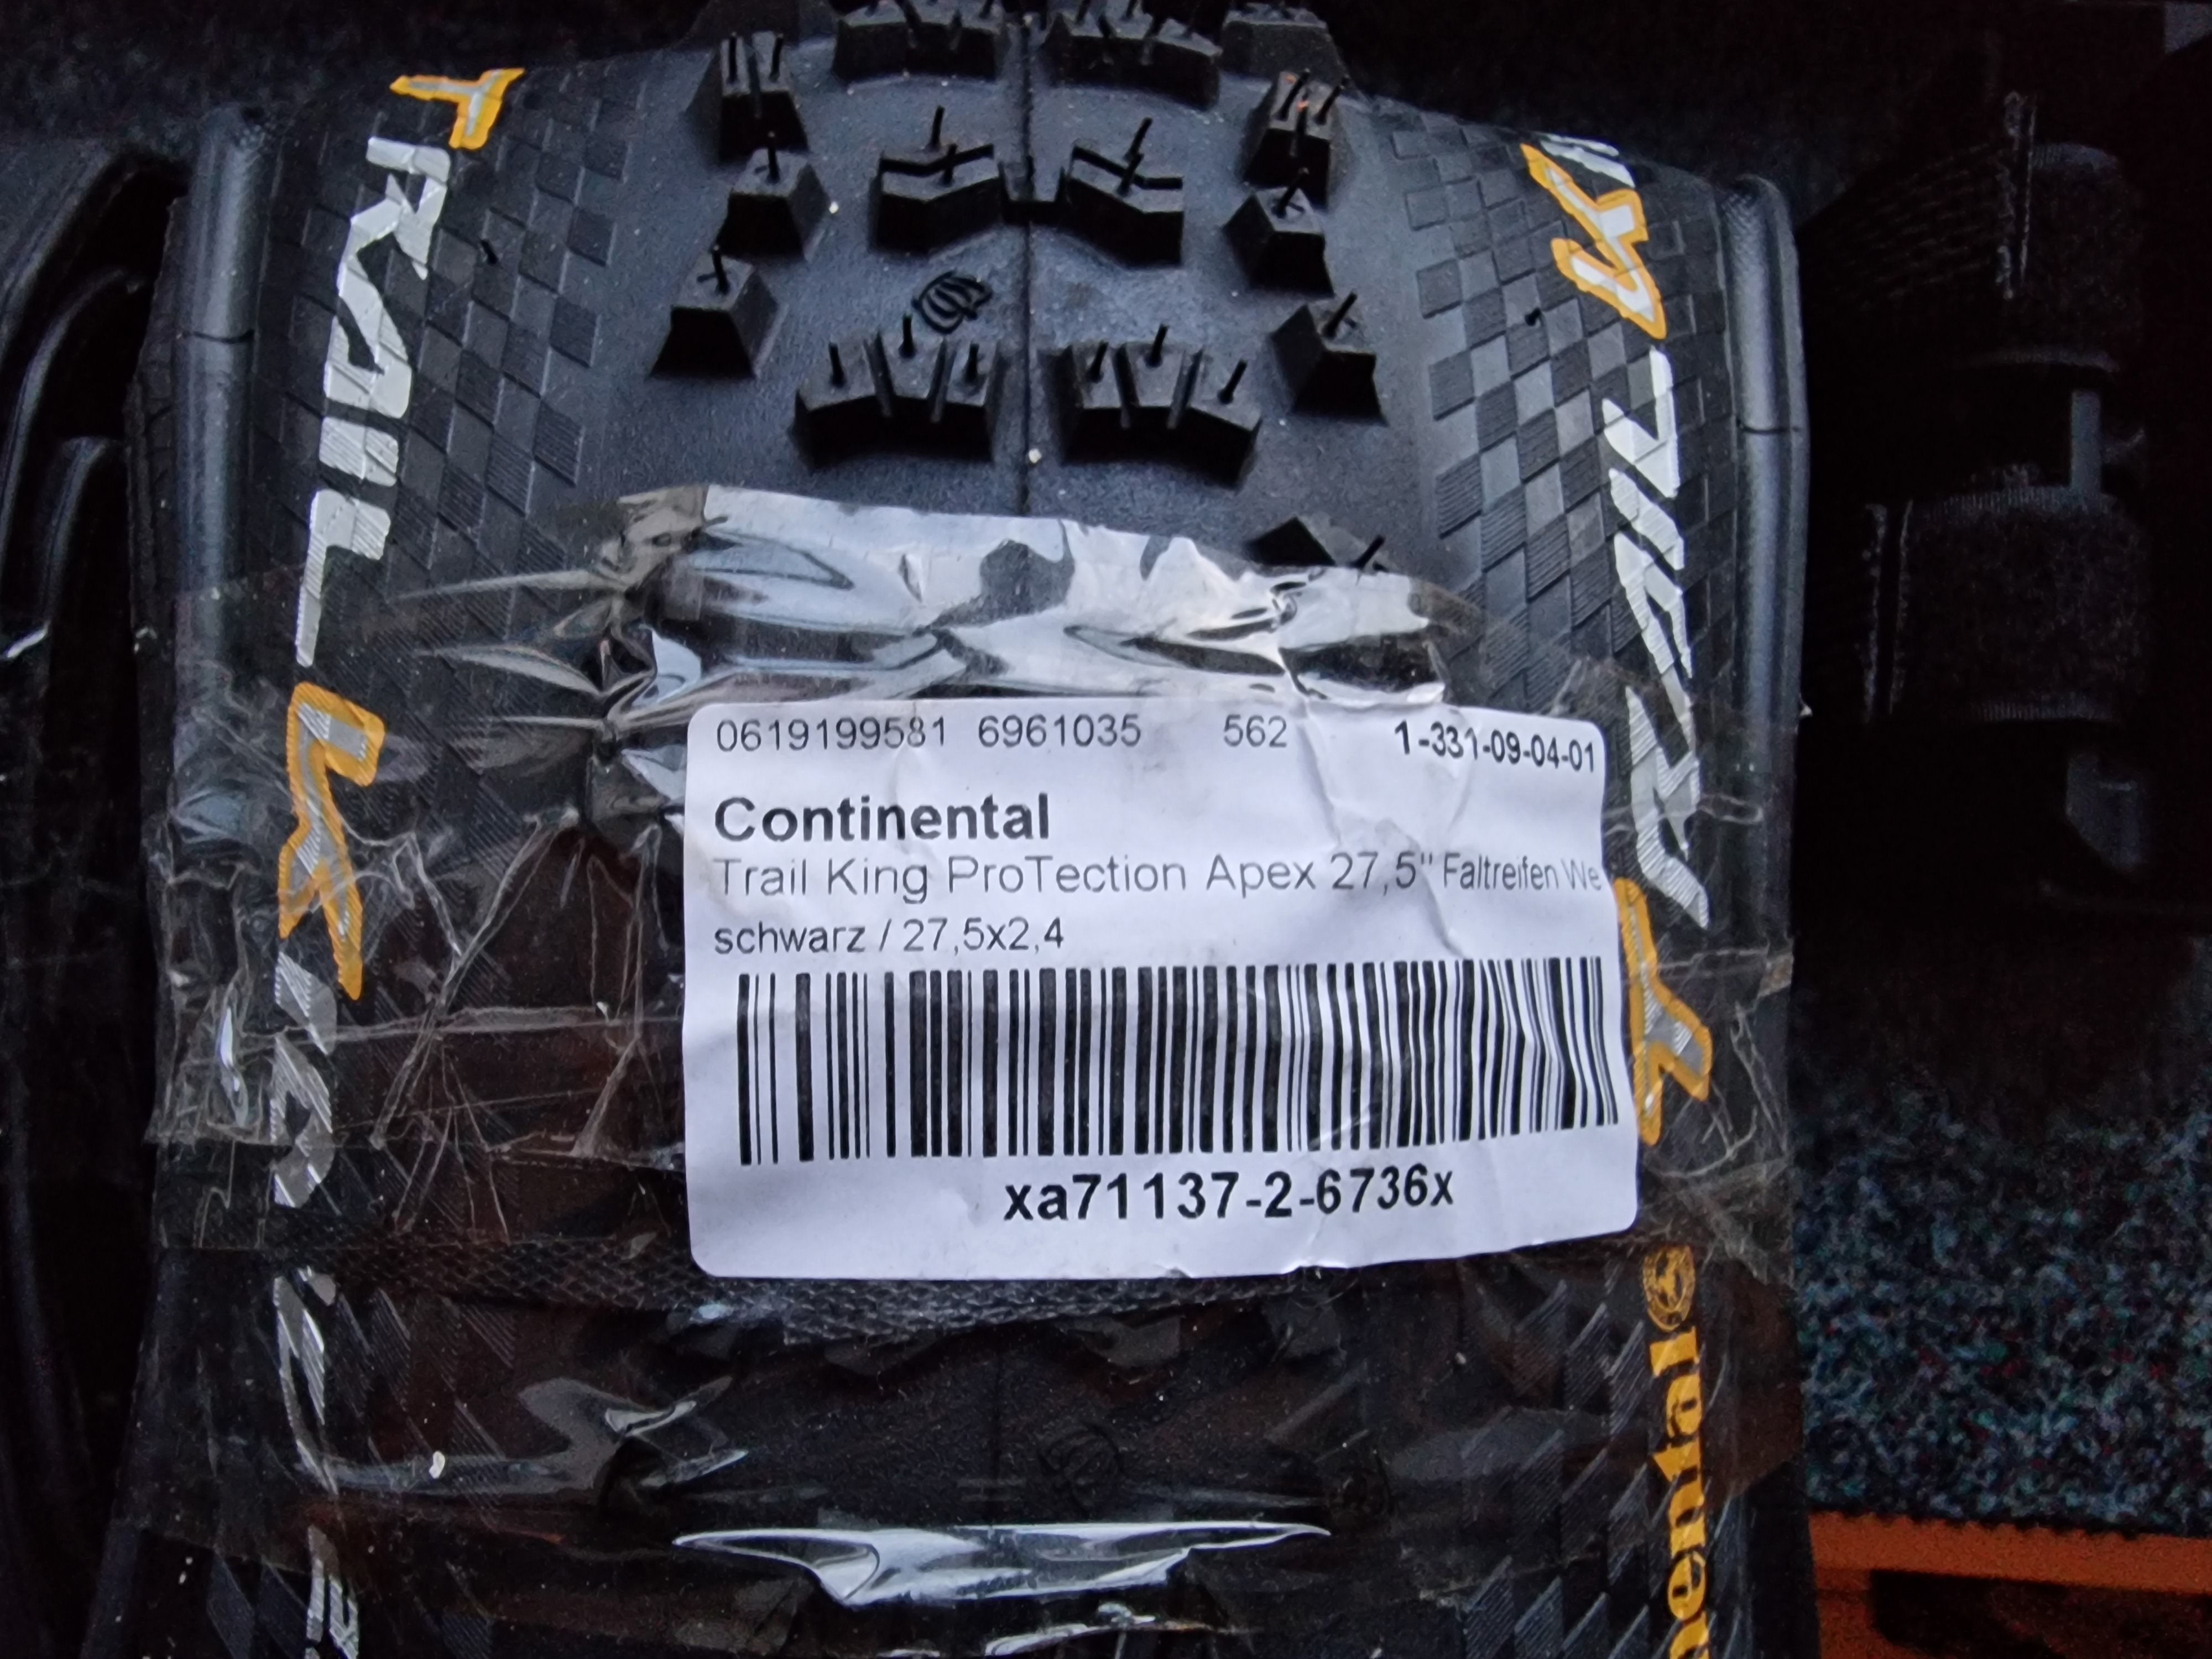 TRAIL
0619199581 6961035 562 1-331-09-04-01
Continental
Trail King ProTection Apex 27,5" Faltreifen We
schwarz / 27,5x2,4
xa71137-2-6736x